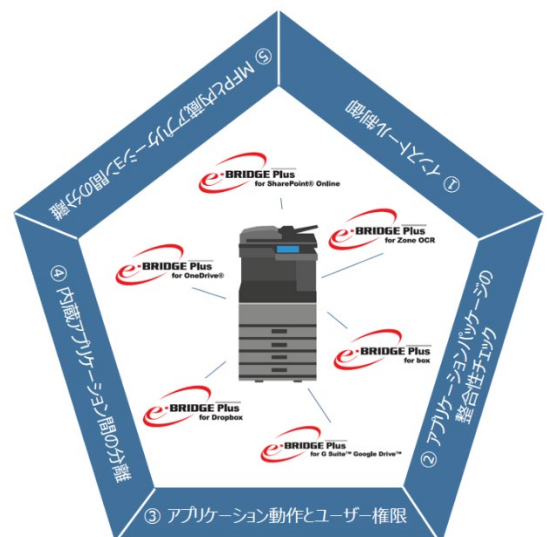 ① インストール制御
② アプリケーションパッケージの
整合性チェック
③ アプリケーション動作とユーザー権限
④ 内蔵アプリケーション間の分離
⑤ MFPと内蔵アプリケーション間の分離
e-BRIDGE Plus
for SharePoint® Online
e-BRIDGE Plus
for Zone OCR
e-BRIDGE Plus
for OneDrive®
e-BRIDGE Plus
for box
e-BRIDGE Plus
for Dropbox
e-BRIDGE Plus
for G Suite™ Google Drive™